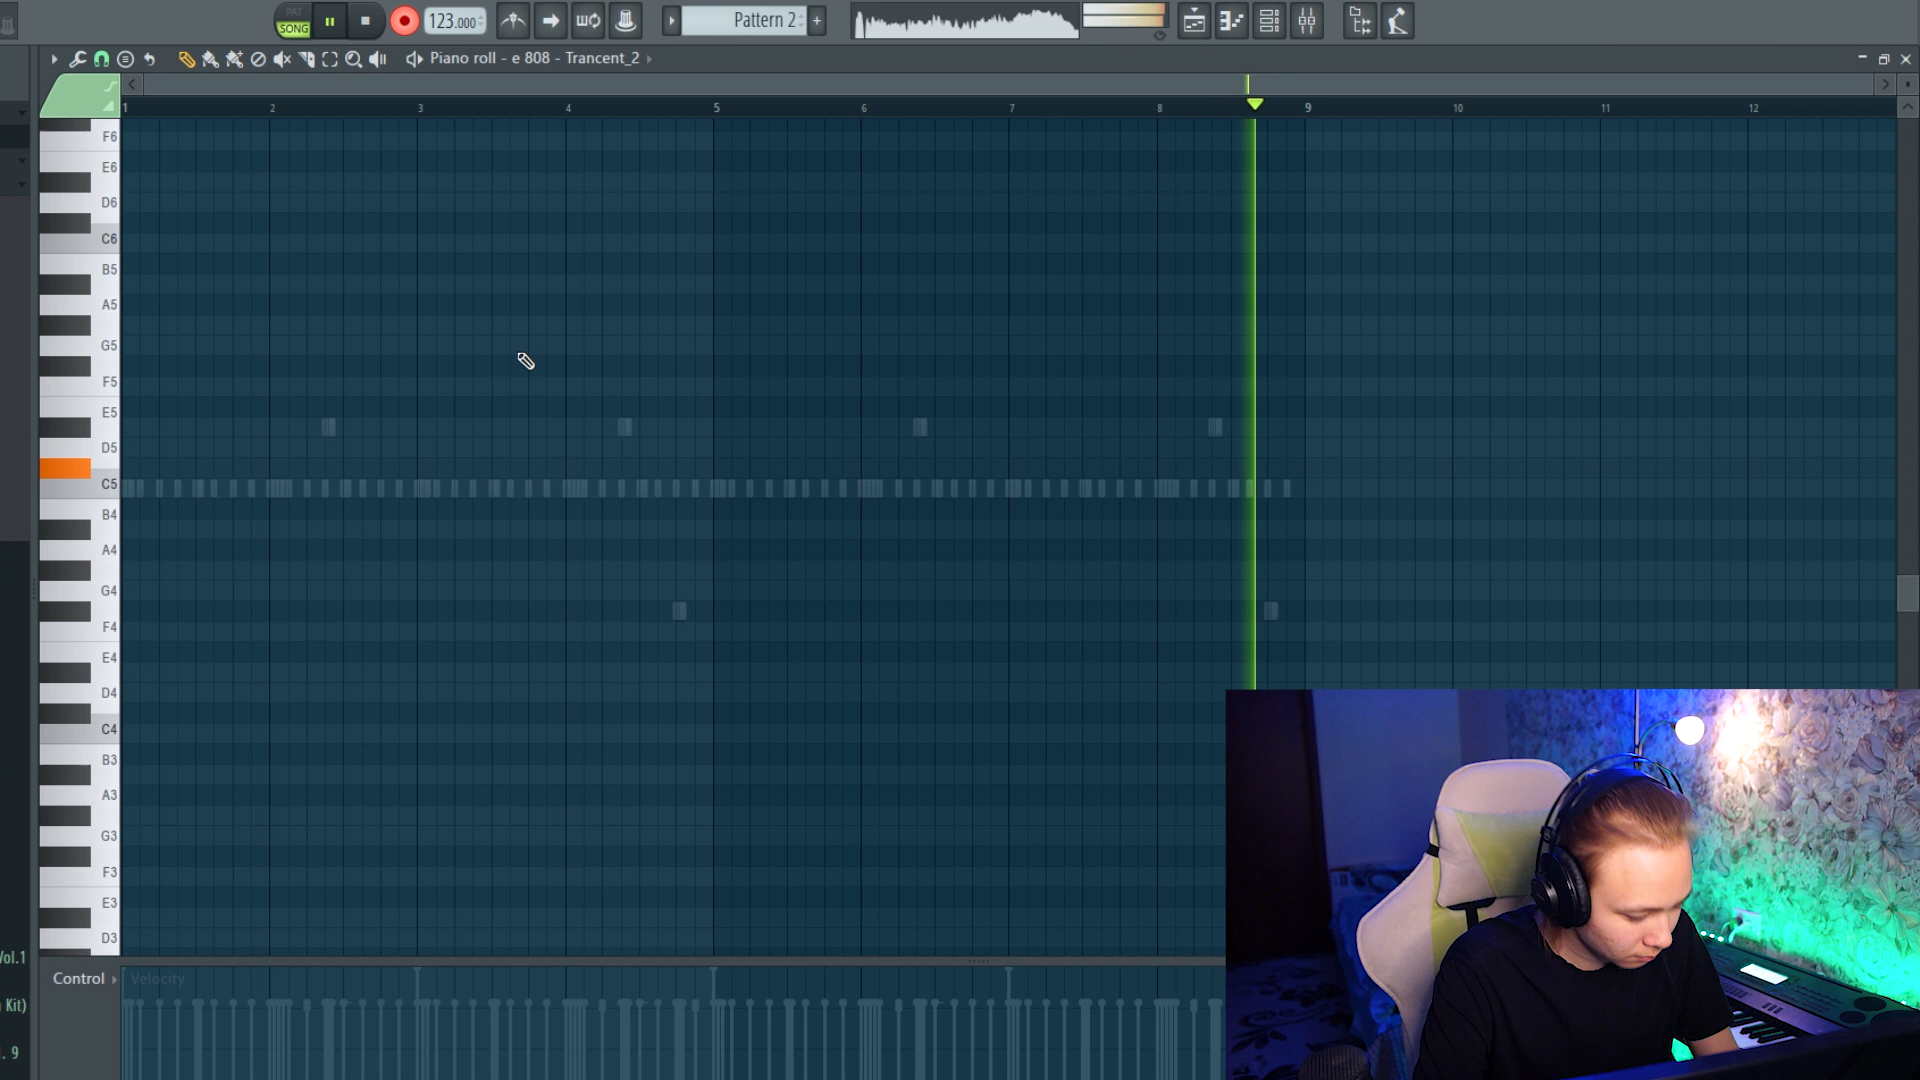 PAT
SONG
123.000
Pattern 2
Piano roll - e 808 - Trancent_2
1 2 3 4 5 6 7 8 9 10 11 12
F6
E6
D6
C6
B5
A5
G5
F5
E5
D5
C5
B4
A4
G4
F4
E4
D4
C4
B3
A3
G3
F3
E3
D3
Vol.1
Control
Velocity
Kit)
. 9